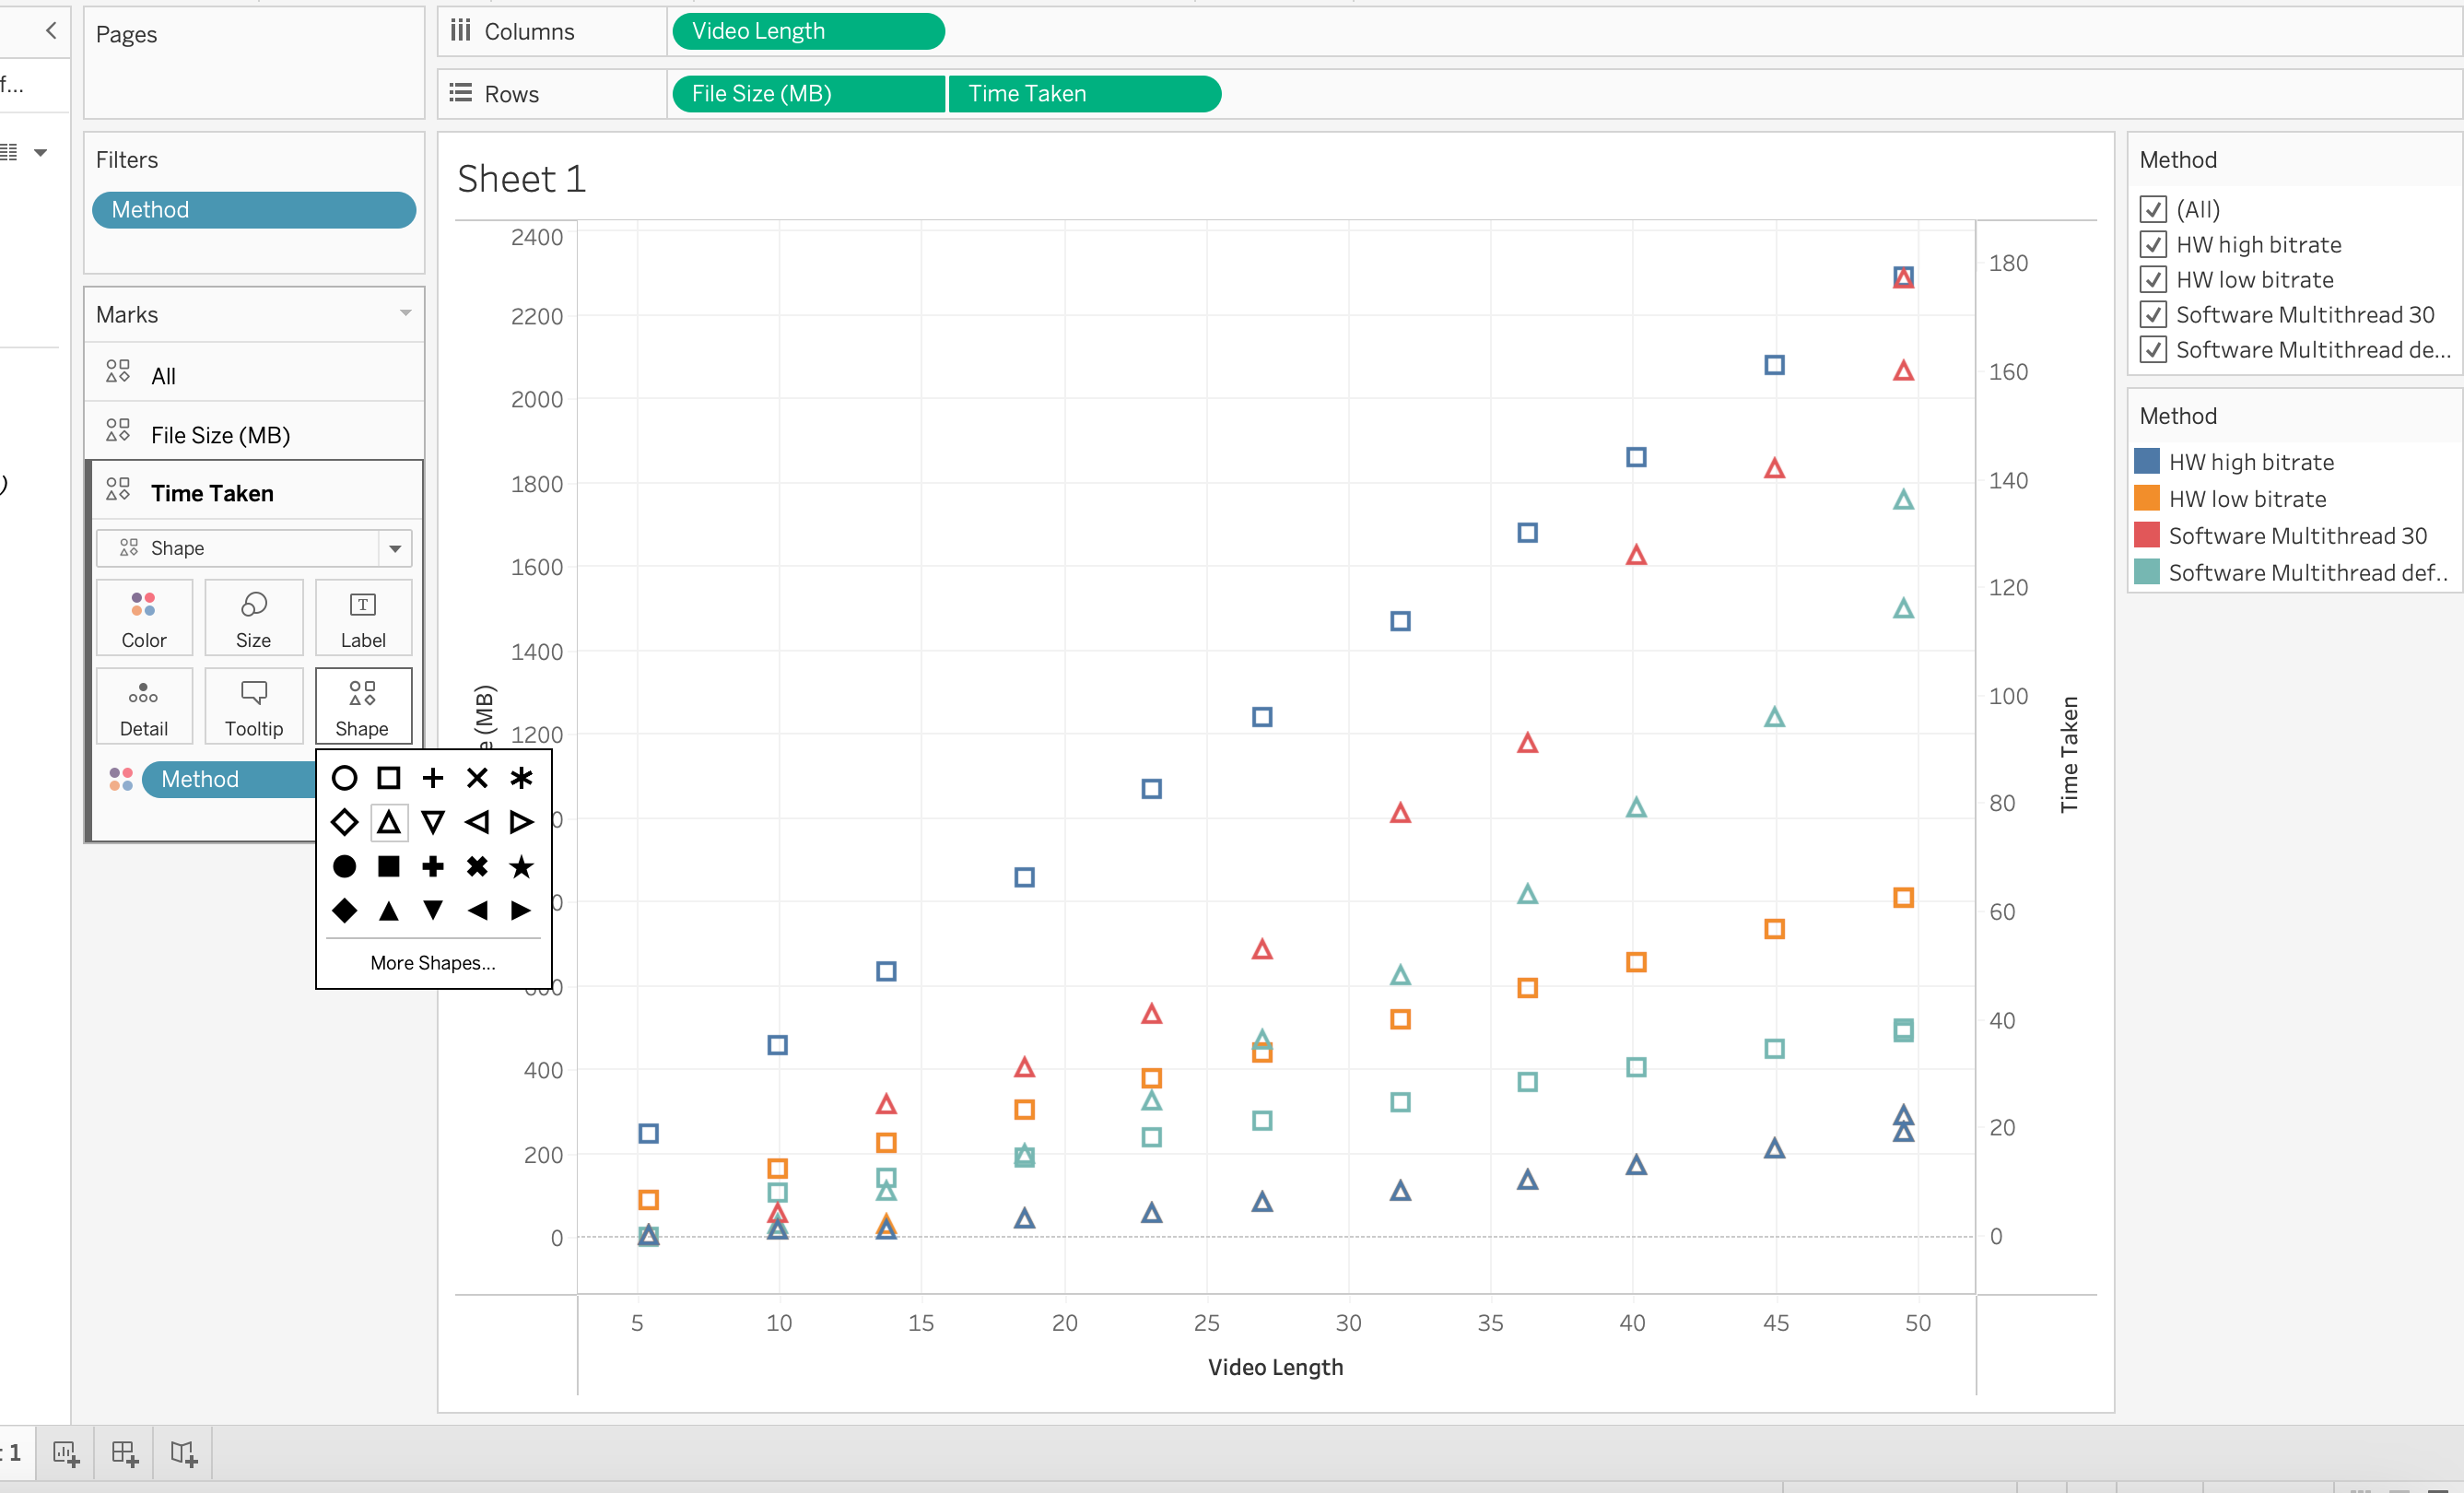 f...
)
Pages
Columns
Video Length
Rows
File Size (MB)
Time Taken
Filters
Method
Marks
All
File Size (MB)
Time Taken
Shape
Color
Size
Label
Detail
Tooltip
Shape
Method
More Shapes...
Sheet 1
2400
2200
2000
1800
1600
1400
1200
0
0
600
400
200
0
e (MB)
180
160
140
120
100
80
60
40
20
0
Time Taken
5
10
15
20
25
30
35
40
45
50
Video Length
Method
(All)
HW high bitrate
HW low bitrate
Software Multithread 30
Software Multithread de...
Method
HW high bitrate
HW low bitrate
Software Multithread 30
Software Multithread def..
: 1